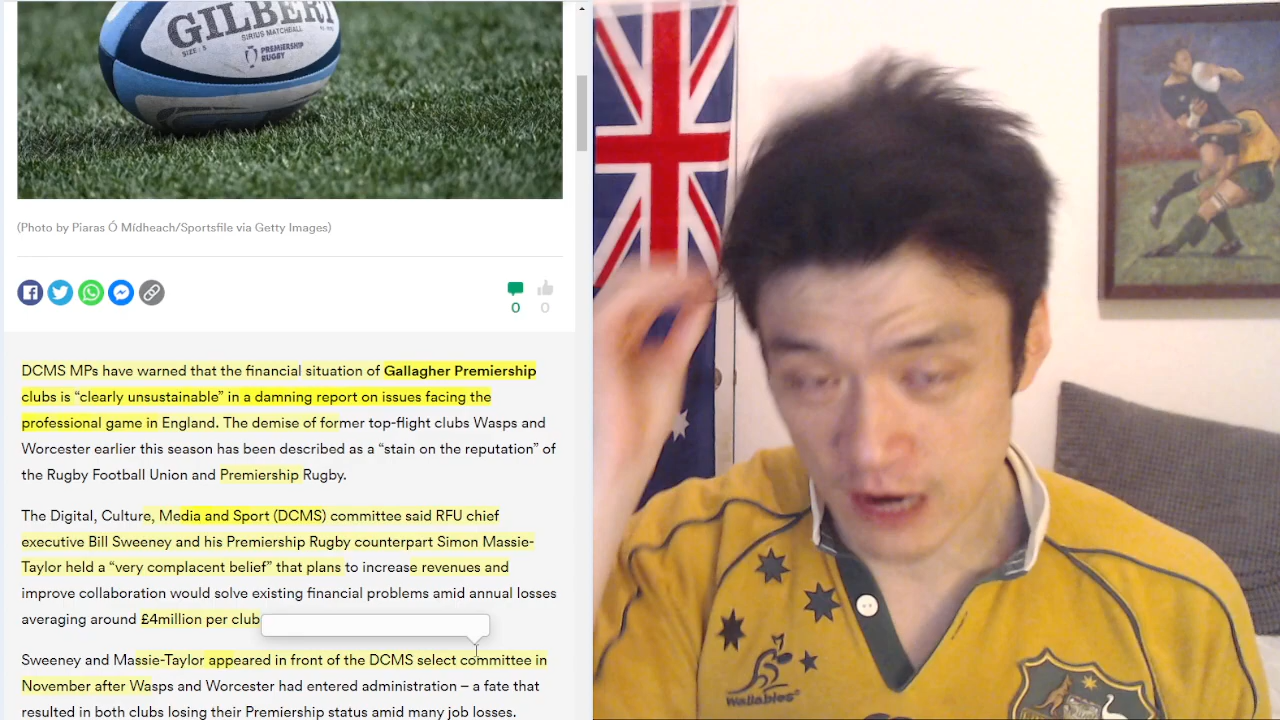 GILBERT
SIRIUS MATCHBALL
SIZE : 5
PREMIERSHIP
RUGBY
(Photo by Piaras Ó Mídheach/Sportsfile via Getty Images)
0 0
DCMS MPs have warned that the financial situation of Gallagher Premiership
clubs is “clearly unsustainable” in a damning report on issues facing the
professional game in England. The demise of former top-flight clubs Wasps and
Worcester earlier this season has been described as a “stain on the reputation” of
the Rugby Football Union and Premiership Rugby.
The Digital, Culture, Media and Sport (DCMS) committee said RFU chief
executive Bill Sweeney and his Premiership Rugby counterpart Simon Massie-
Taylor held a “very complacent belief” that plans to increase revenues and
improve collaboration would solve existing financial problems amid annual losses
averaging around £4million per club
Sweeney and Massie-Taylor appeared in front of the DCMS select committee in
November after Wasps and Worcester had entered administration – a fate that
resulted in both clubs losing their Premiership status amid many job losses.
Wallabies